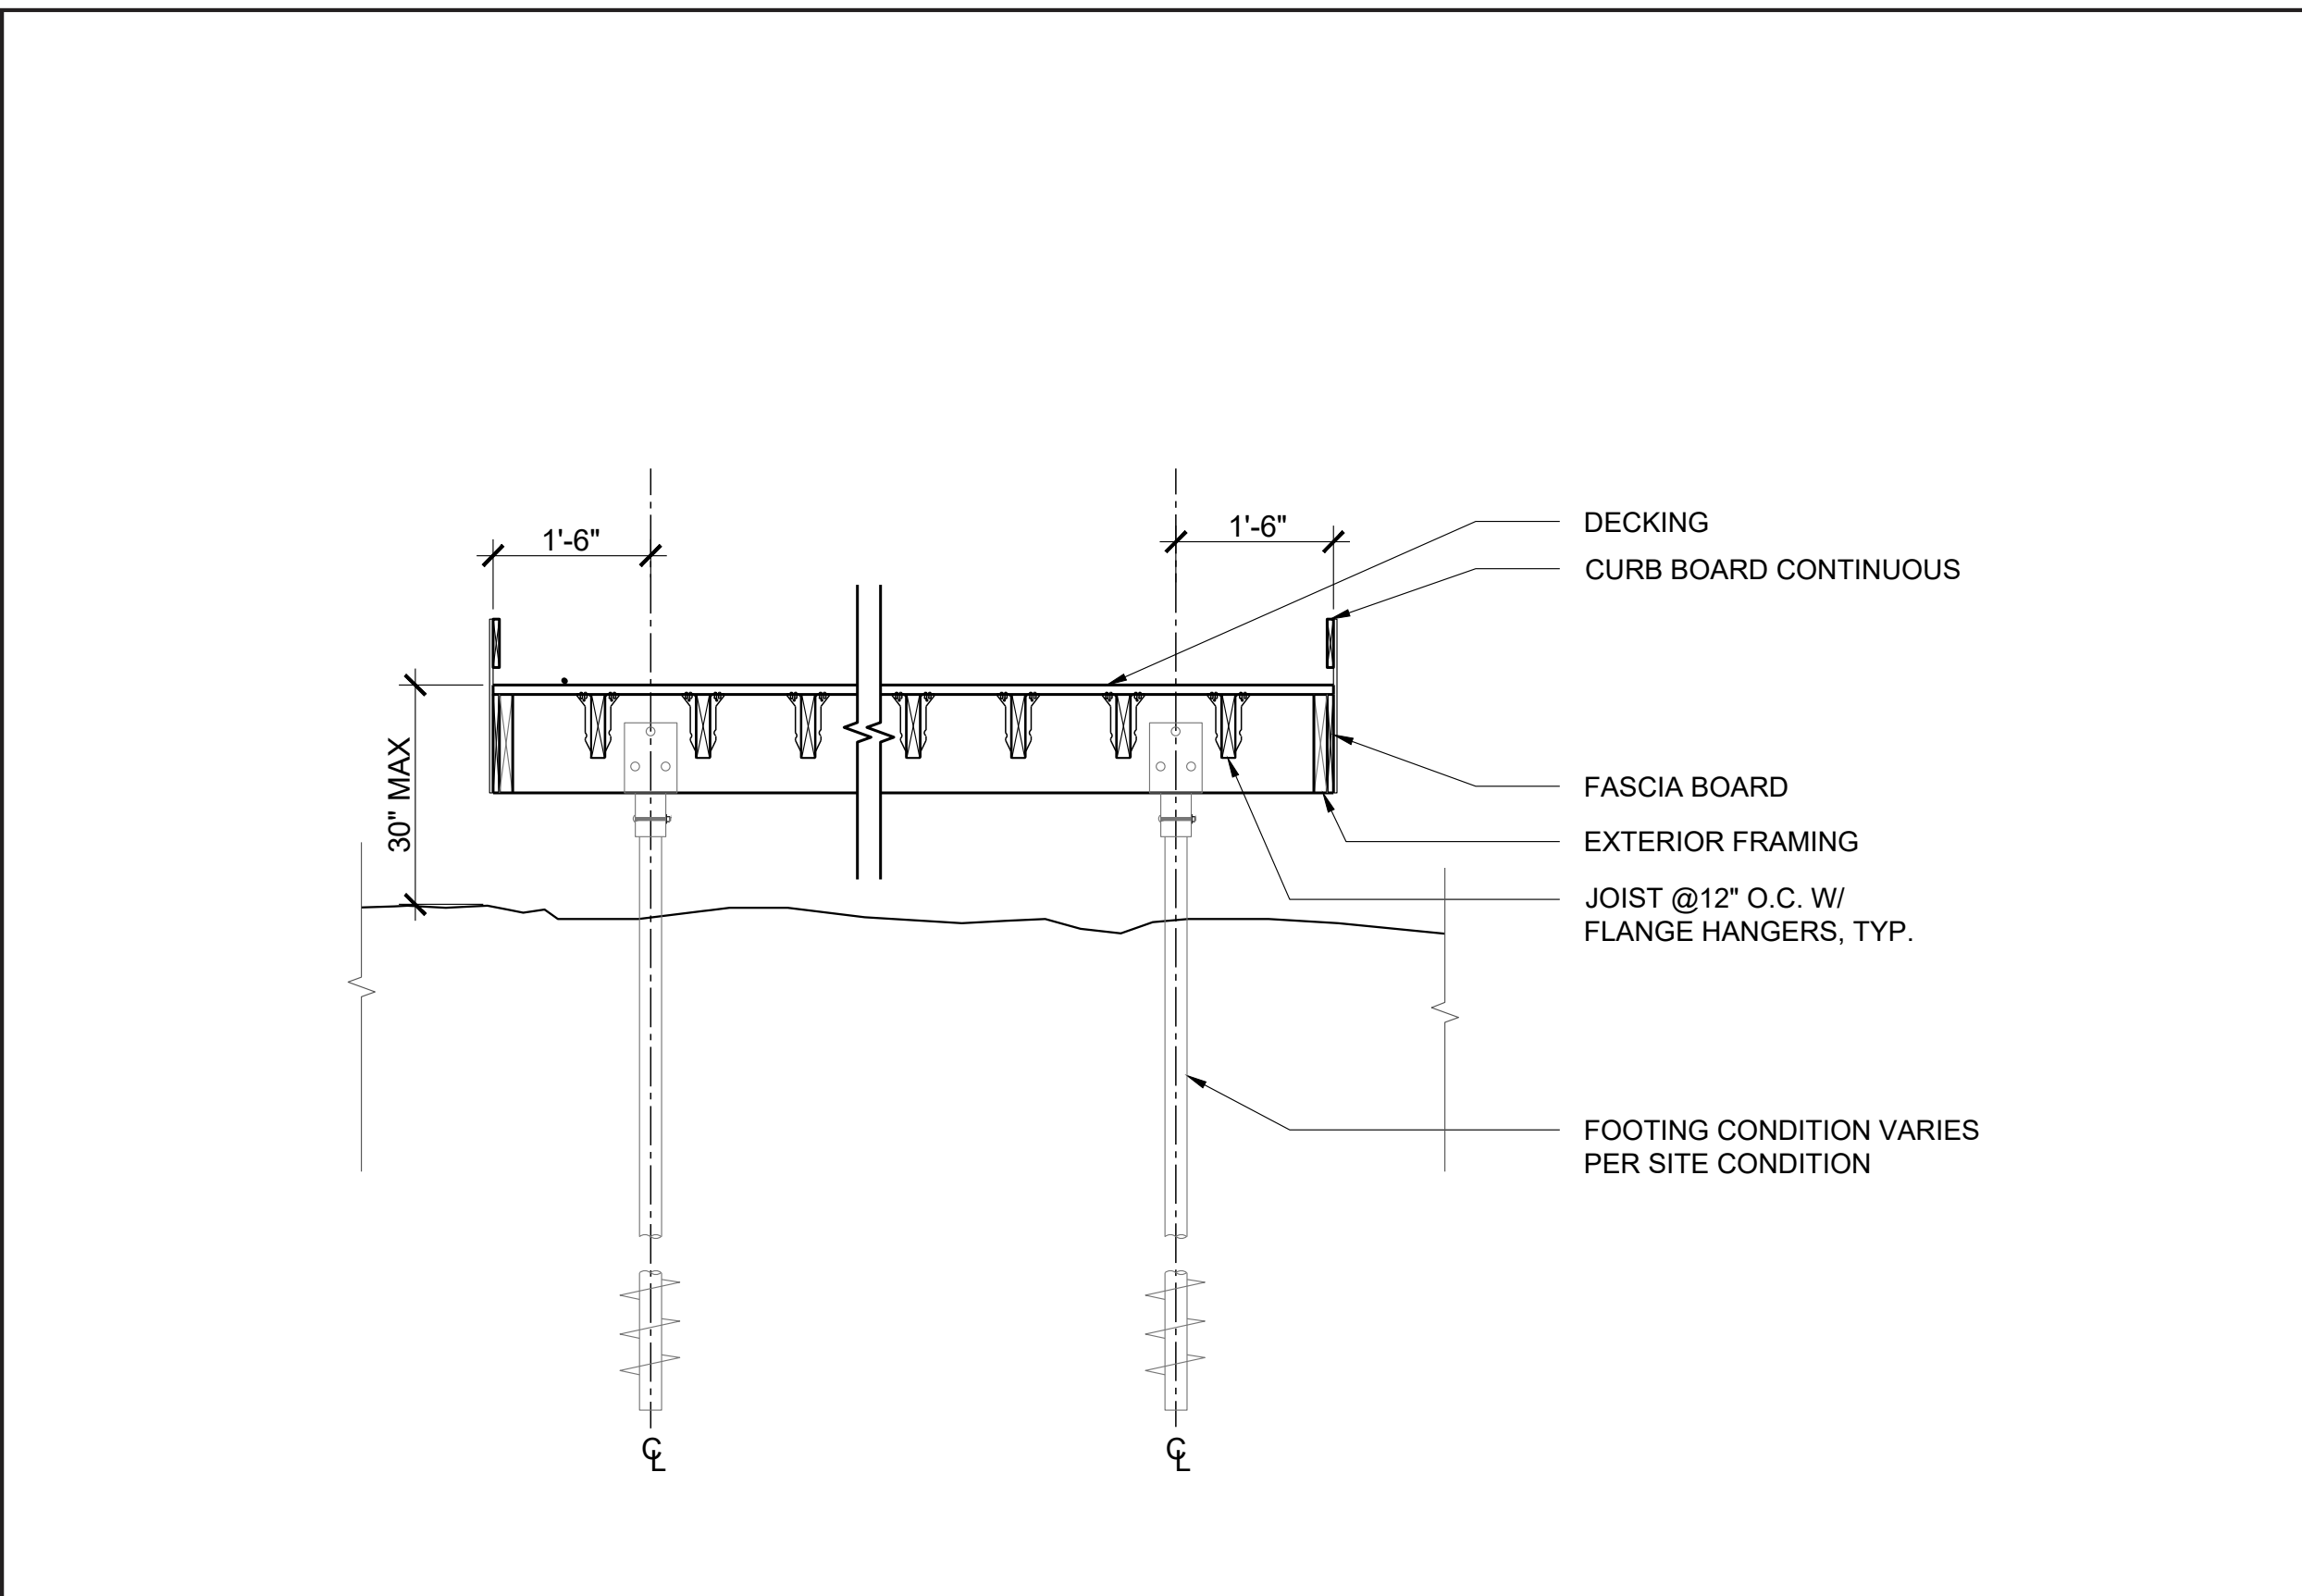 1'-6"
1'-6"
DECKING
CURB BOARD CONTINUOUS
30" MAX
FASCIA BOARD
EXTERIOR FRAMING
JOIST @12" O.C. W/
FLANGE HANGERS, TYP.
FOOTING CONDITION VARIES
PER SITE CONDITION
CL
CL